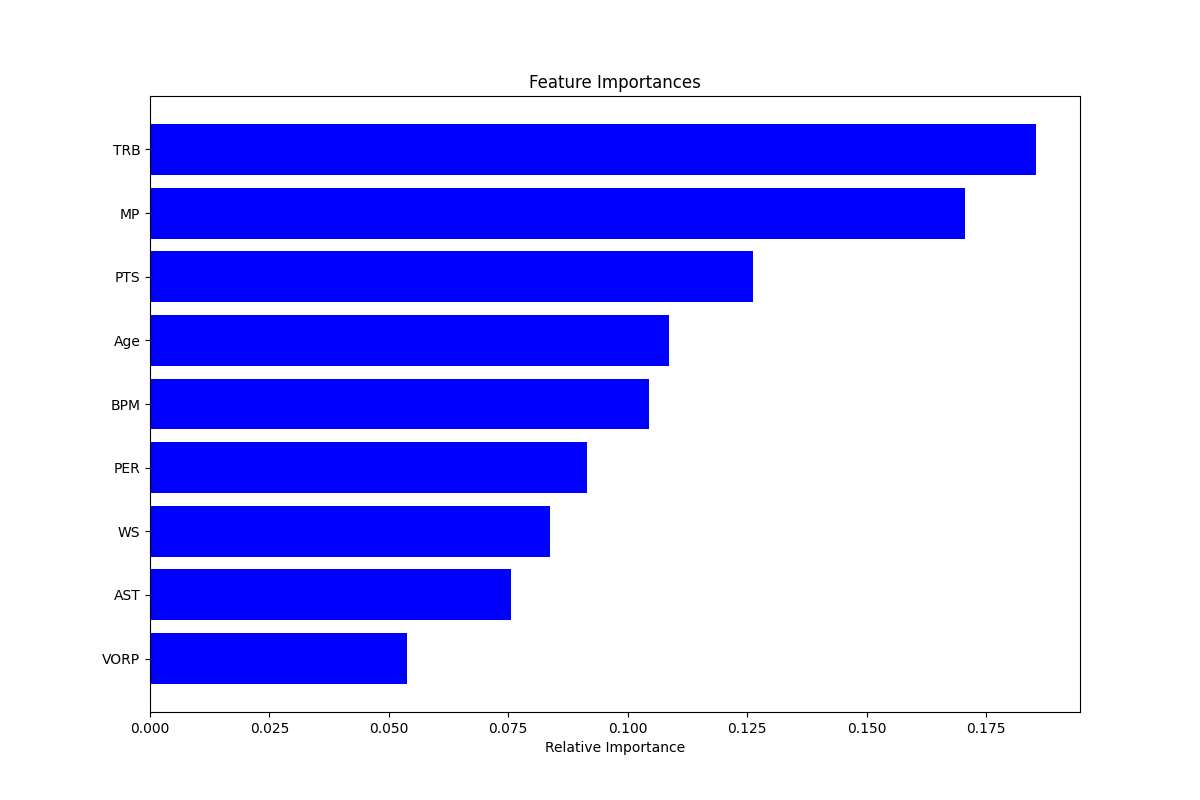 Feature Importances
TRB
MP
PTS
Age
BPM
PER
WS
AST
VORP
0.000 0.025 0.050 0.075 0.100 0.125 0.150 0.175
Relative Importance